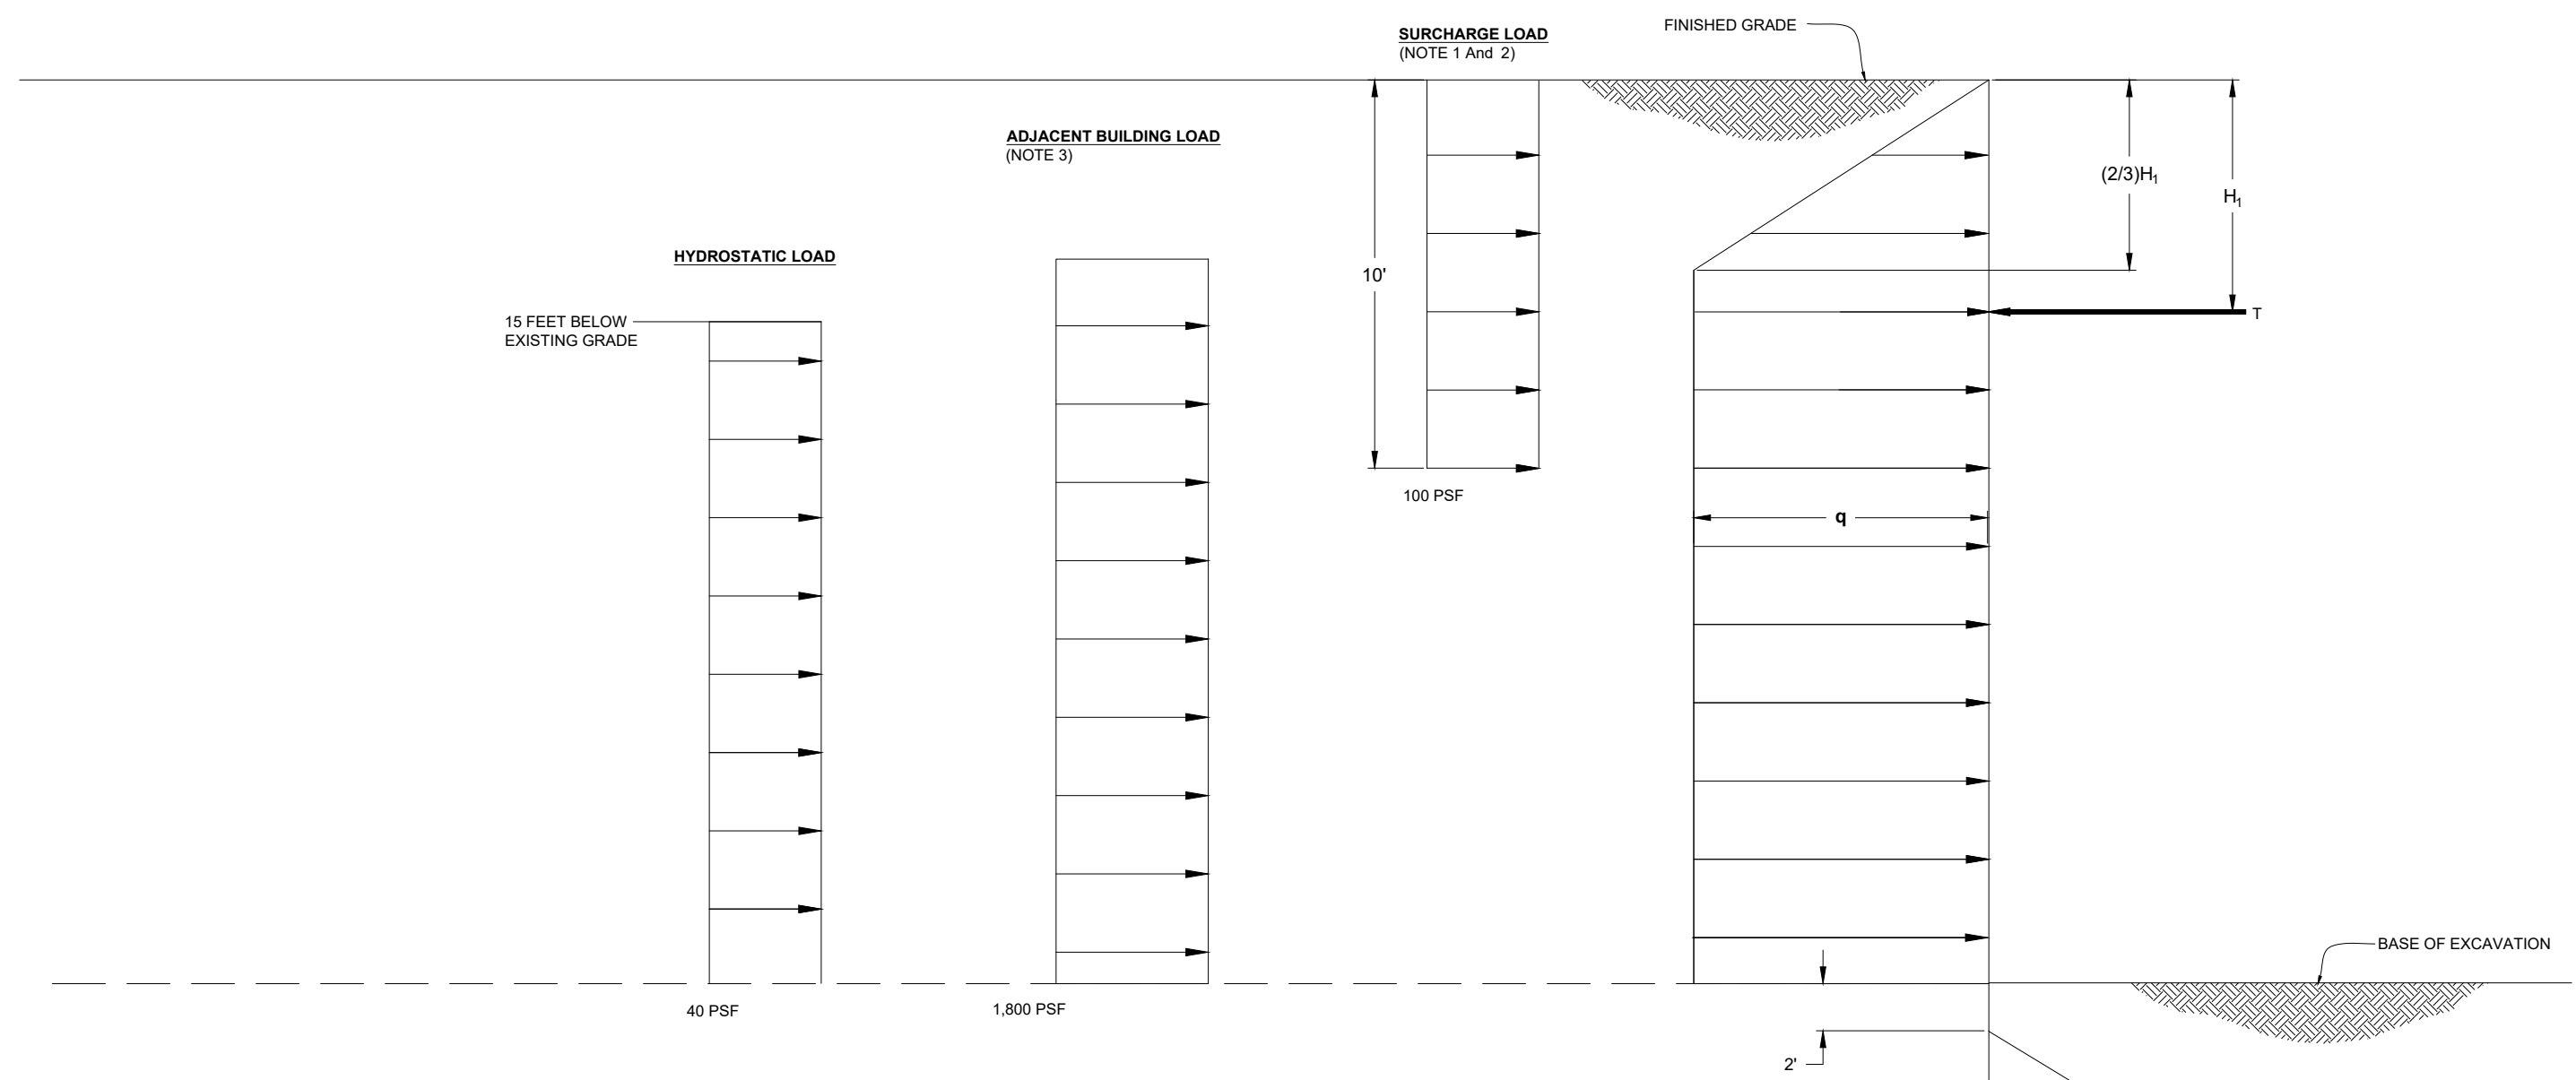 SURCHARGE LOAD
(NOTE 1 And 2)
FINISHED GRADE
ADJACENT BUILDING LOAD
(NOTE 3)
(2/3)H₁
H₁
HYDROSTATIC LOAD
10'
15 FEET BELOW
EXISTING GRADE
T
100 PSF
q
BASE OF EXCAVATION
40 PSF
1,800 PSF
2'